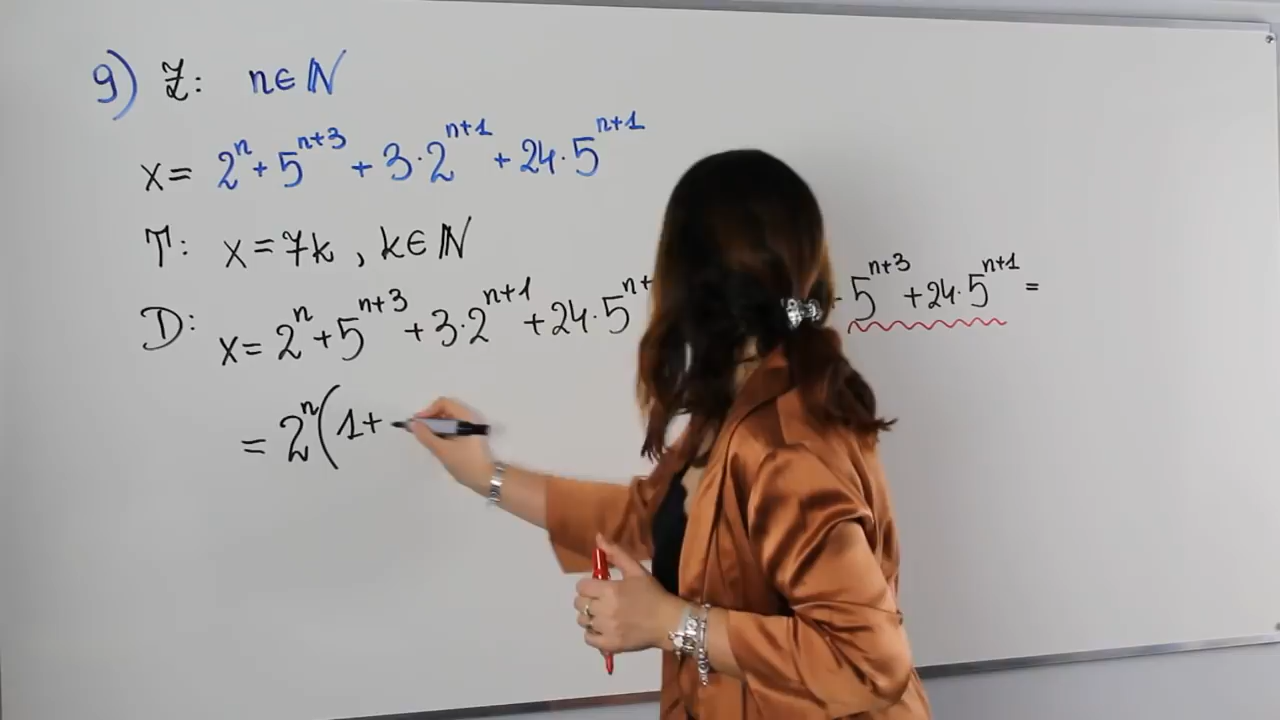 9) Z: n∈ℕ
x = 2ⁿ + 5ⁿ⁺³ + 3·2ⁿ⁺¹ + 24·5ⁿ⁺¹
T: x = 7k , k∈ℕ
D: x = 2ⁿ + 5ⁿ⁺³ + 3·2ⁿ⁺¹ + 24·5ⁿ⁺ 5ⁿ⁺³ + 24·5ⁿ⁺¹ =
= 2ⁿ(1+